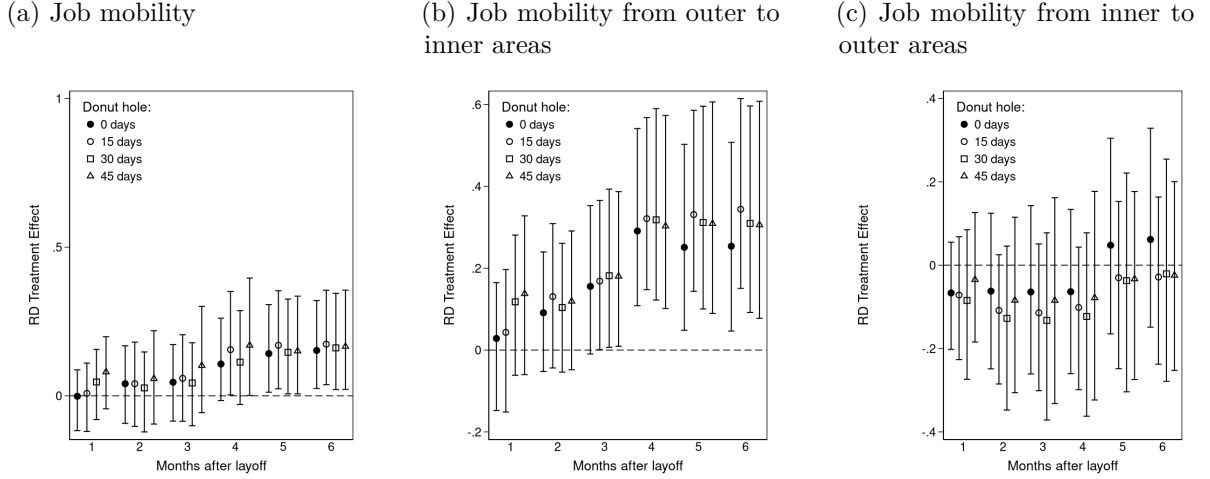 (a) Job mobility
1
.5
0
RD Treatment Effect
Donut hole:
0 days
15 days
30 days
45 days
1 2 3 4 5 6
Months after layoff
(b) Job mobility from outer to
inner areas
.6
.4
.2
0
-.2
RD Treatment Effect
Donut hole:
0 days
15 days
30 days
45 days
1 2 3 4 5 6
Months after layoff
(c) Job mobility from inner to
outer areas
.4
.2
0
-.2
-.4
RD Treatment Effect
Donut hole:
0 days
15 days
30 days
45 days
1 2 3 4 5 6
Months after layoff